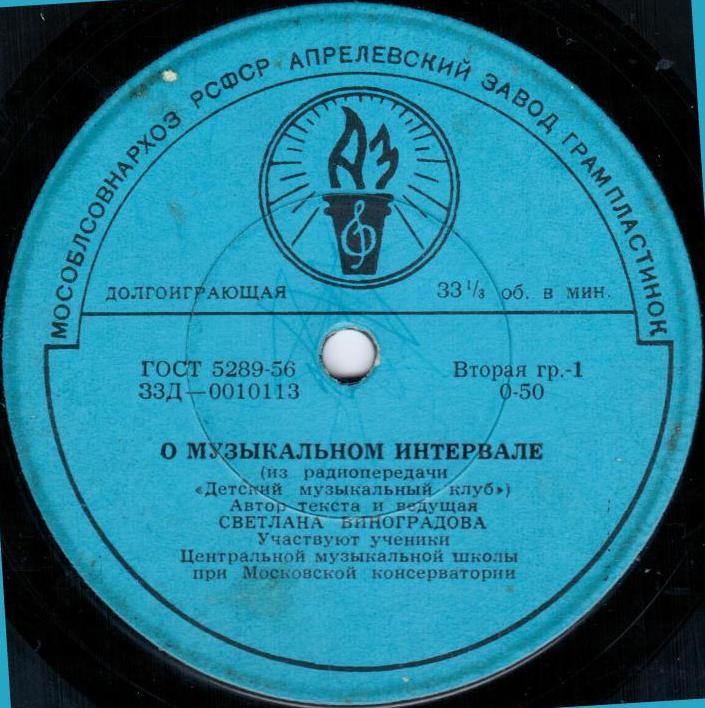 МОСОБЛСОВНАРХОЗ РСФСР АПРЕЛЕВСКИЙ ЗАВОД ГРАМПЛАСТИНОК
АЗ
ДОЛГОИГРАЮЩАЯ 33 1/3 об. в мин.
ГОСТ 5289-56 Вторая гр.-1
33Д—0010113 0-50
О МУЗЫКАЛЬНОМ ИНТЕРВАЛЕ
(из радиопередачи
«Детский музыкальный клуб»)
Автор текста и ведущая
СВЕТЛАНА ВИНОГРАДОВА
Участвуют ученики
Центральной музыкальной школы
при Московской консерватории